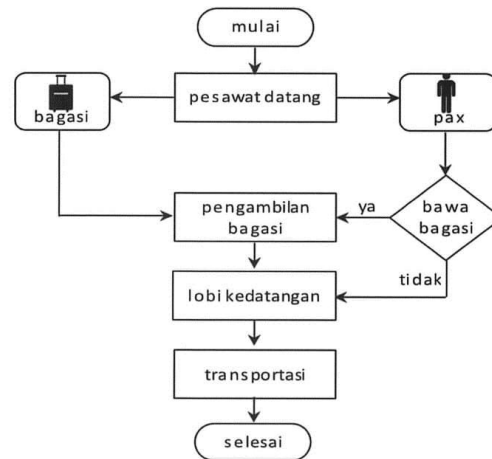 mulai
pesawat datang
bagasi
pax
pengambilan
bagasi
ya
bawa
bagasi
tidak
lobi kedatangan
transportasi
selesai